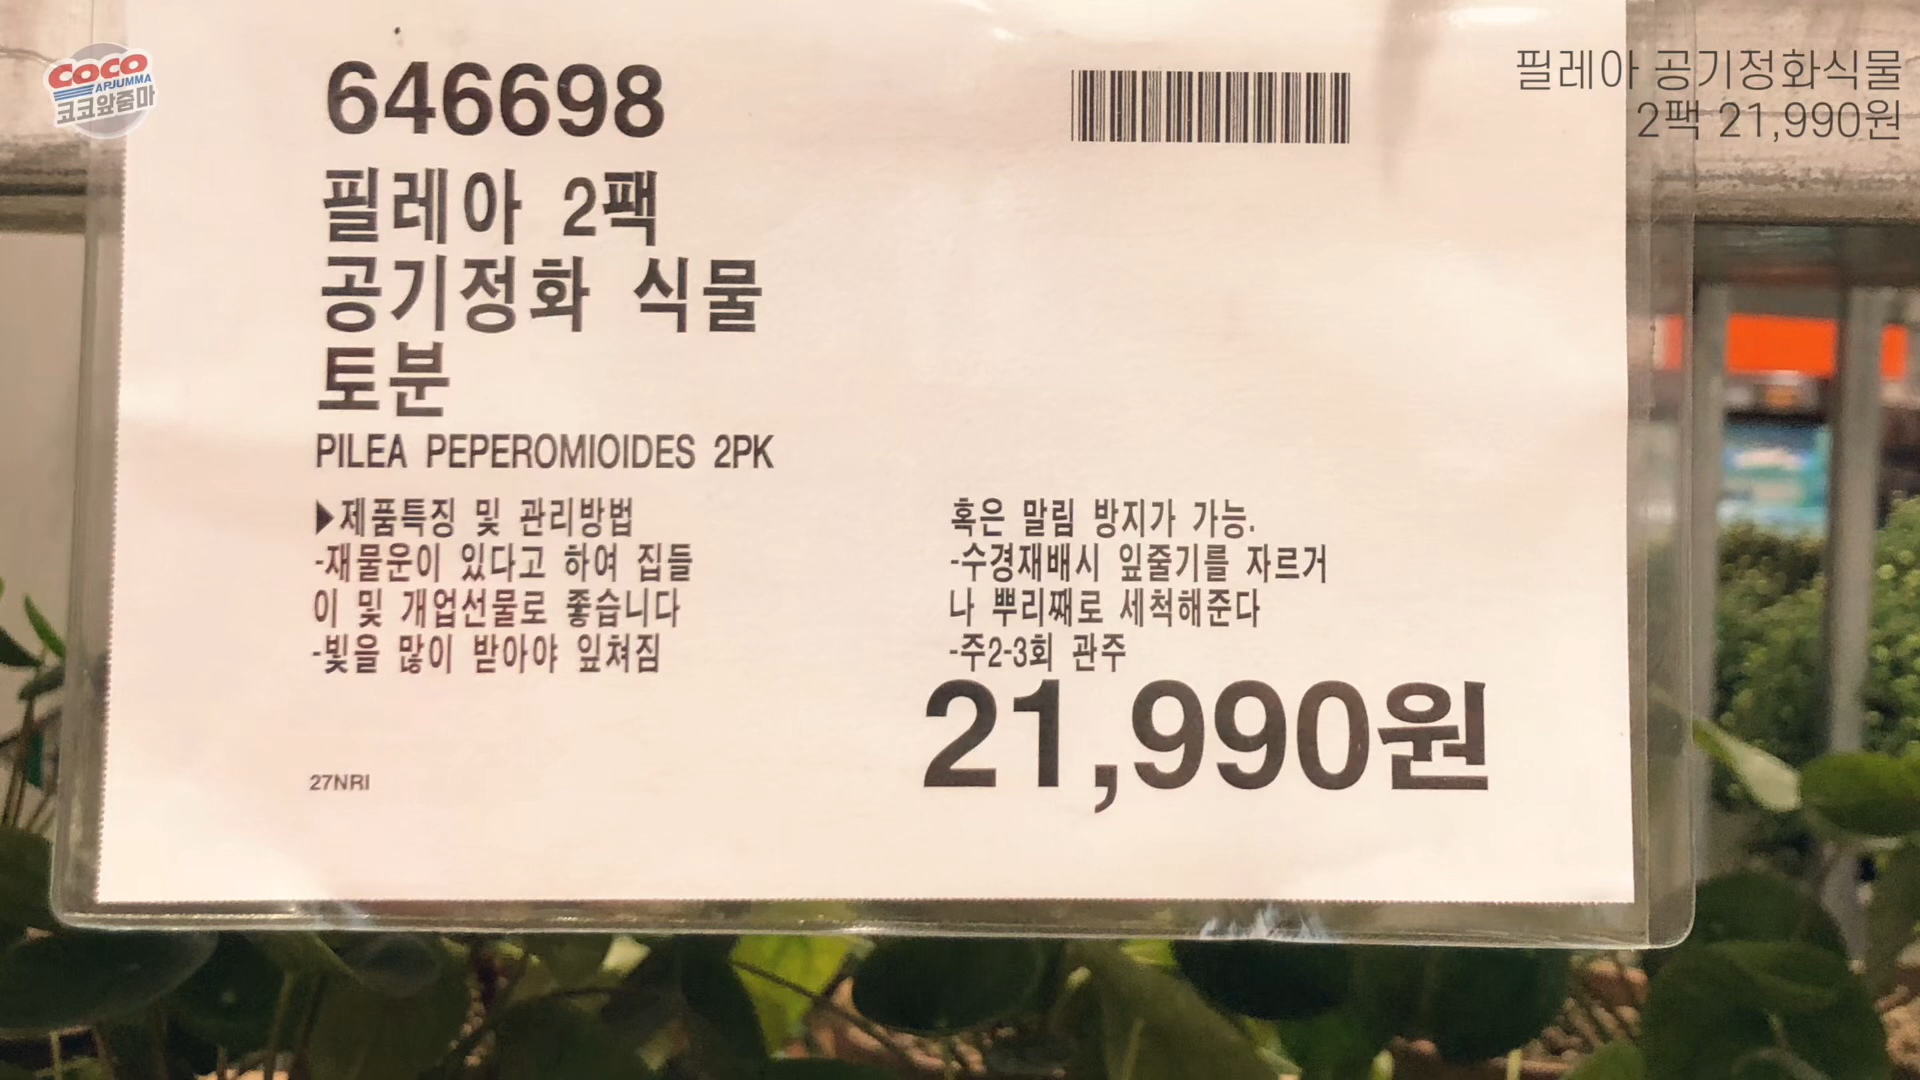 COCO
APJUMMA
코코앞줌마
필레아 공기정화식물
2팩 21,990원
646698
필레아 2팩
공기정화 식물
토분
PILEA PEPEROMIOIDES 2PK
▶제품특징 및 관리방법
-재물운이 있다고 하여 집들
이 및 개업선물로 좋습니다
-빛을 많이 받아야 잎쳐짐
혹은 말림 방지가 가능.
-수경재배시 잎줄기를 자르거
나 뿌리째로 세척해준다
-주2-3회 관주
21,990원
27NRI